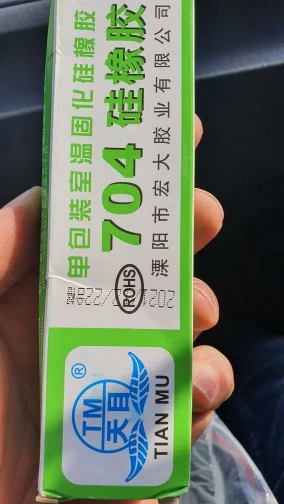 单包装室温固化硅橡胶
704 硅橡胶
溧阳市宏大胶业有限公司
ROHS
®
TM
天目
TIAN MU